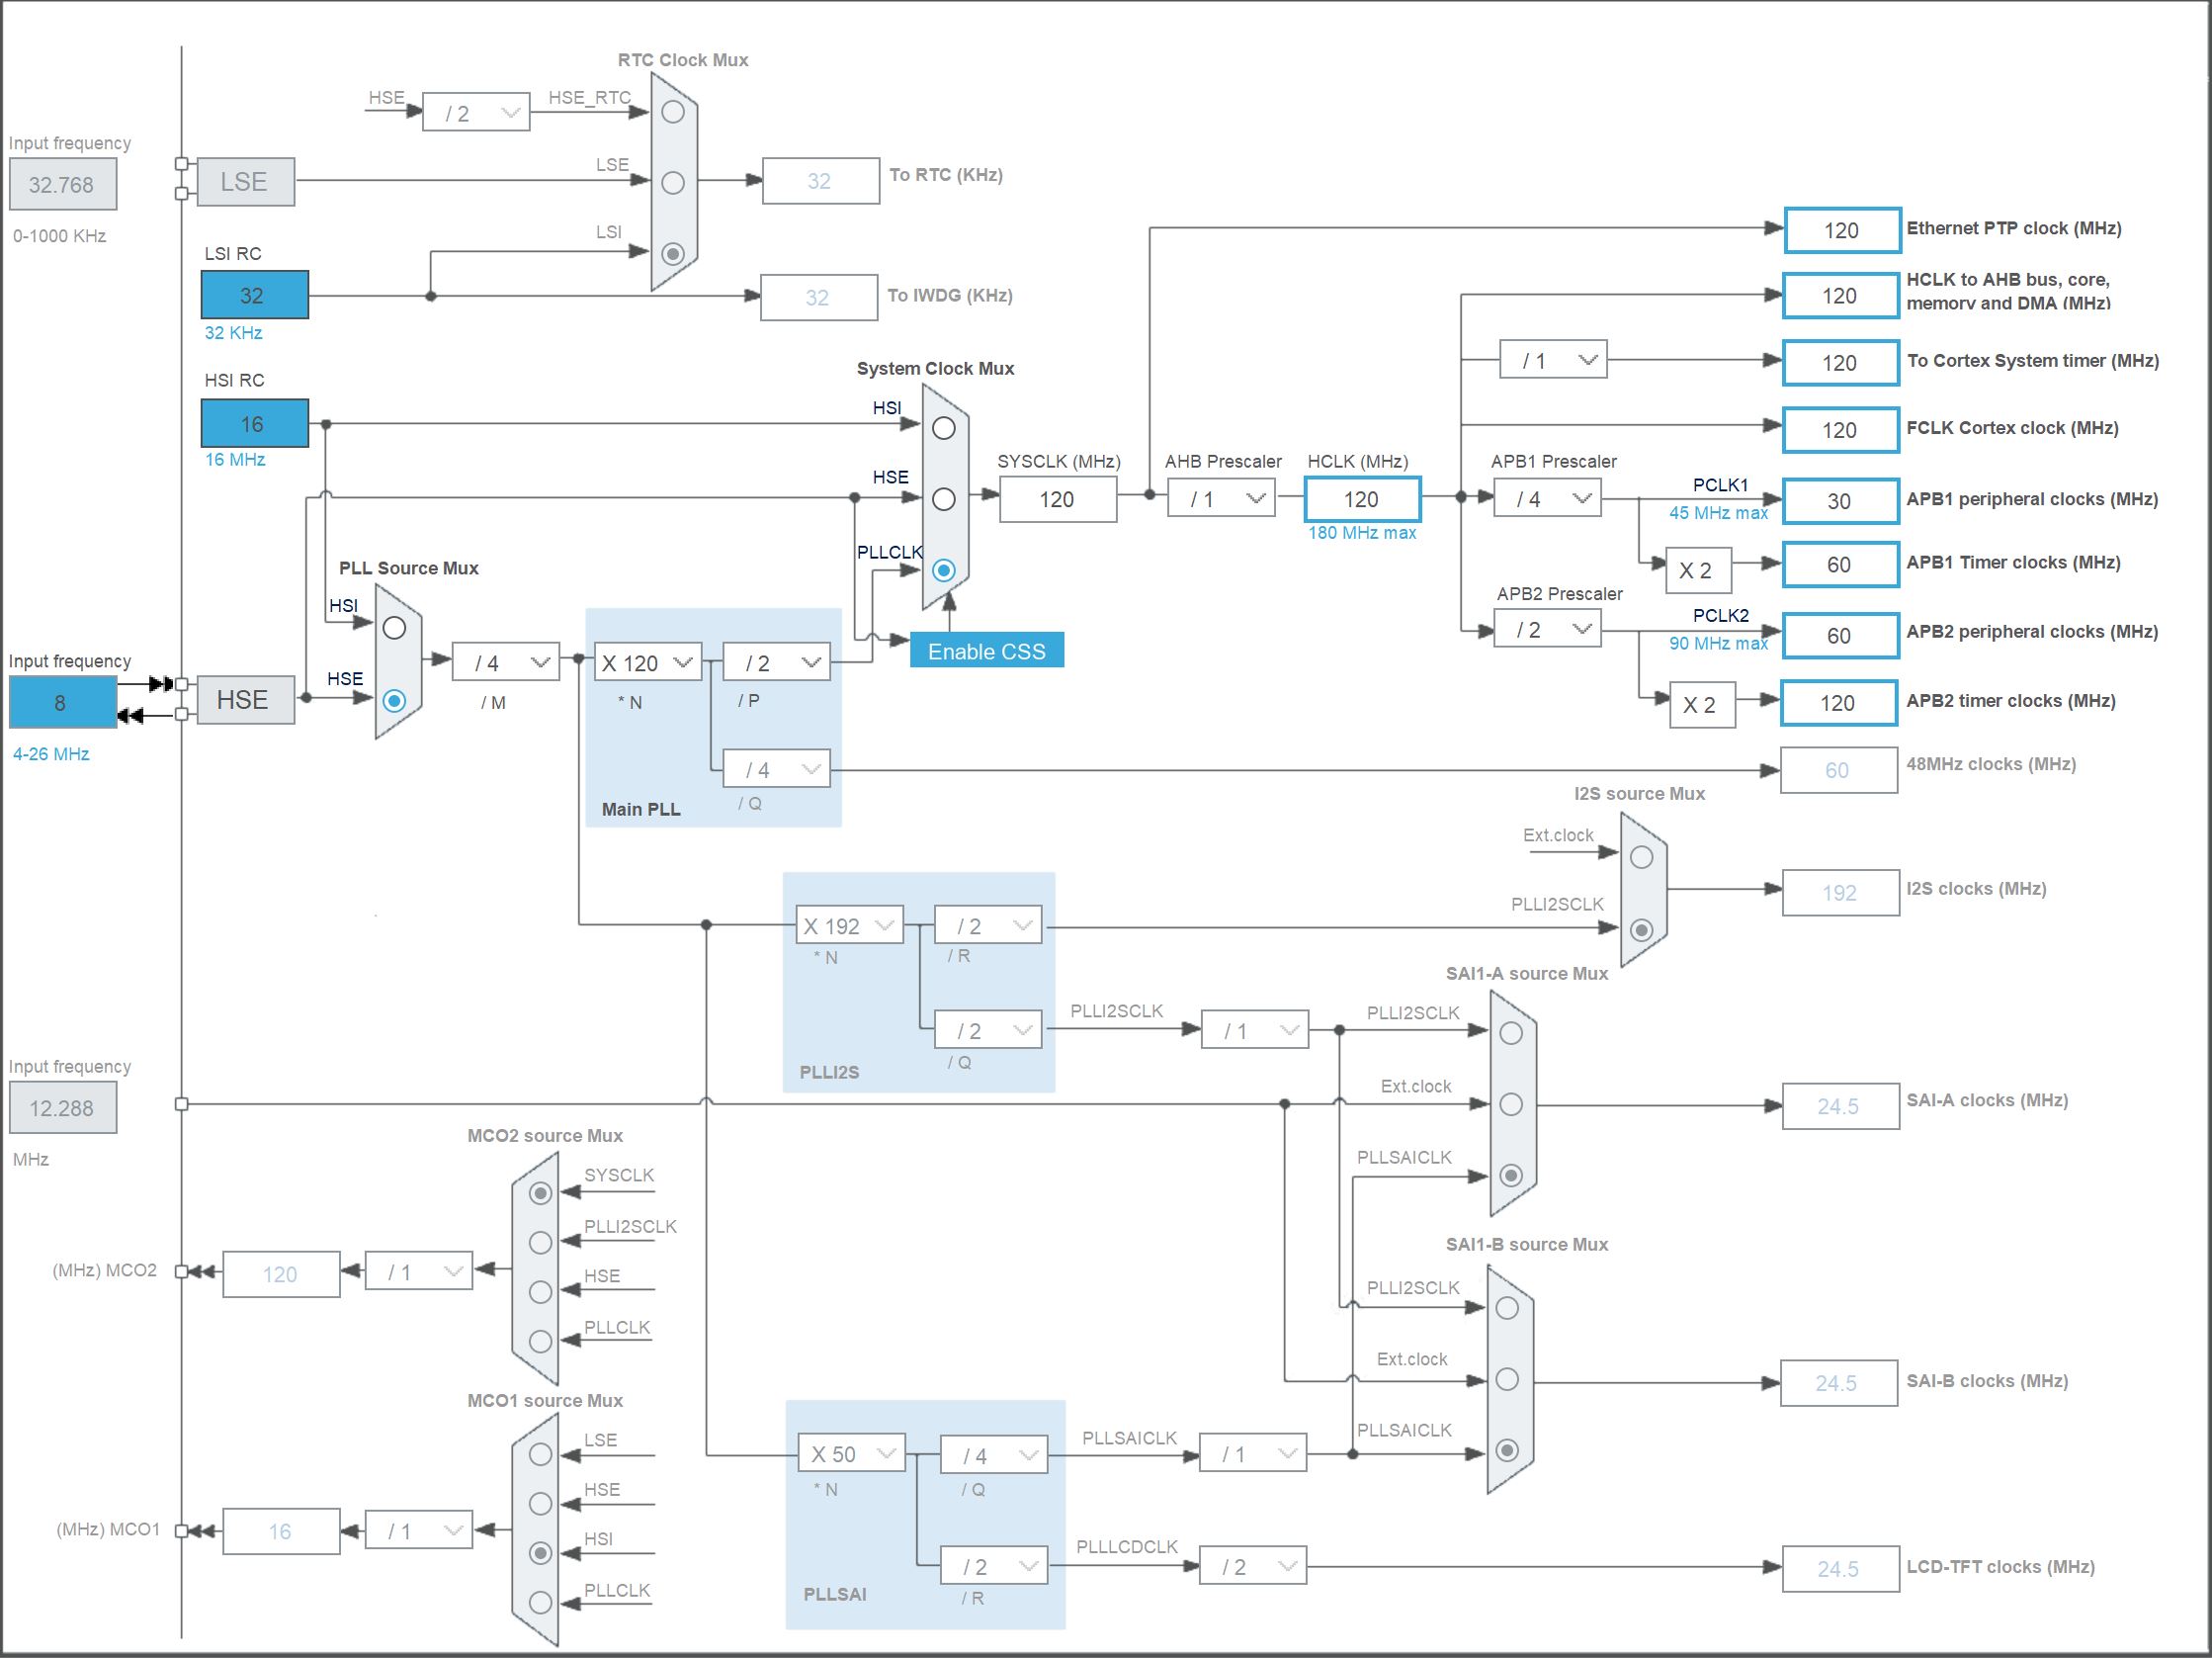 RTC Clock Mux
HSE
/ 2
HSE_RTC
Input frequency
32.768
0-1000 KHz
LSE
LSE
32
To RTC (KHz)
LSI
LSI RC
32
32 KHz
32
To IWDG (KHz)
120
Ethernet PTP clock (MHz)
120
HCLK to AHB bus, core,
memory and DMA (MHz)
/ 1
120
To Cortex System timer (MHz)
120
FCLK Cortex clock (MHz)
HSI RC
16
16 MHz
System Clock Mux
HSI
HSE
PLLCLK
SYSCLK (MHz)
120
AHB Prescaler
/ 1
HCLK (MHz)
120
180 MHz max
APB1 Prescaler
/ 4
PCLK1
45 MHz max
30
APB1 peripheral clocks (MHz)
X 2
60
APB1 Timer clocks (MHz)
APB2 Prescaler
/ 2
PCLK2
90 MHz max
60
APB2 peripheral clocks (MHz)
X 2
120
APB2 timer clocks (MHz)
Enable CSS
PLL Source Mux
HSI
HSE
Input frequency
8
4-26 MHz
HSE
/ 4
/ M
X 120
* N
/ 2
/ P
/ 4
/ Q
Main PLL
60
48MHz clocks (MHz)
I2S source Mux
Ext.clock
PLLI2SCLK
192
I2S clocks (MHz)
X 192
* N
/ 2
/ R
/ 2
/ Q
PLLI2S
PLLI2SCLK
/ 1
SAI1-A source Mux
PLLI2SCLK
Ext.clock
PLLSAICLK
24.5
SAI-A clocks (MHz)
Input frequency
12.288
MHz
MCO2 source Mux
SYSCLK
PLLI2SCLK
HSE
PLLCLK
(MHz) MCO2
120
/ 1
SAI1-B source Mux
PLLI2SCLK
Ext.clock
PLLSAICLK
24.5
SAI-B clocks (MHz)
MCO1 source Mux
LSE
HSE
HSI
PLLCLK
(MHz) MCO1
16
/ 1
X 50
* N
/ 4
/ Q
/ 2
/ R
PLLSAI
PLLSAICLK
/ 1
PLLLCDCLK
/ 2
24.5
LCD-TFT clocks (MHz)